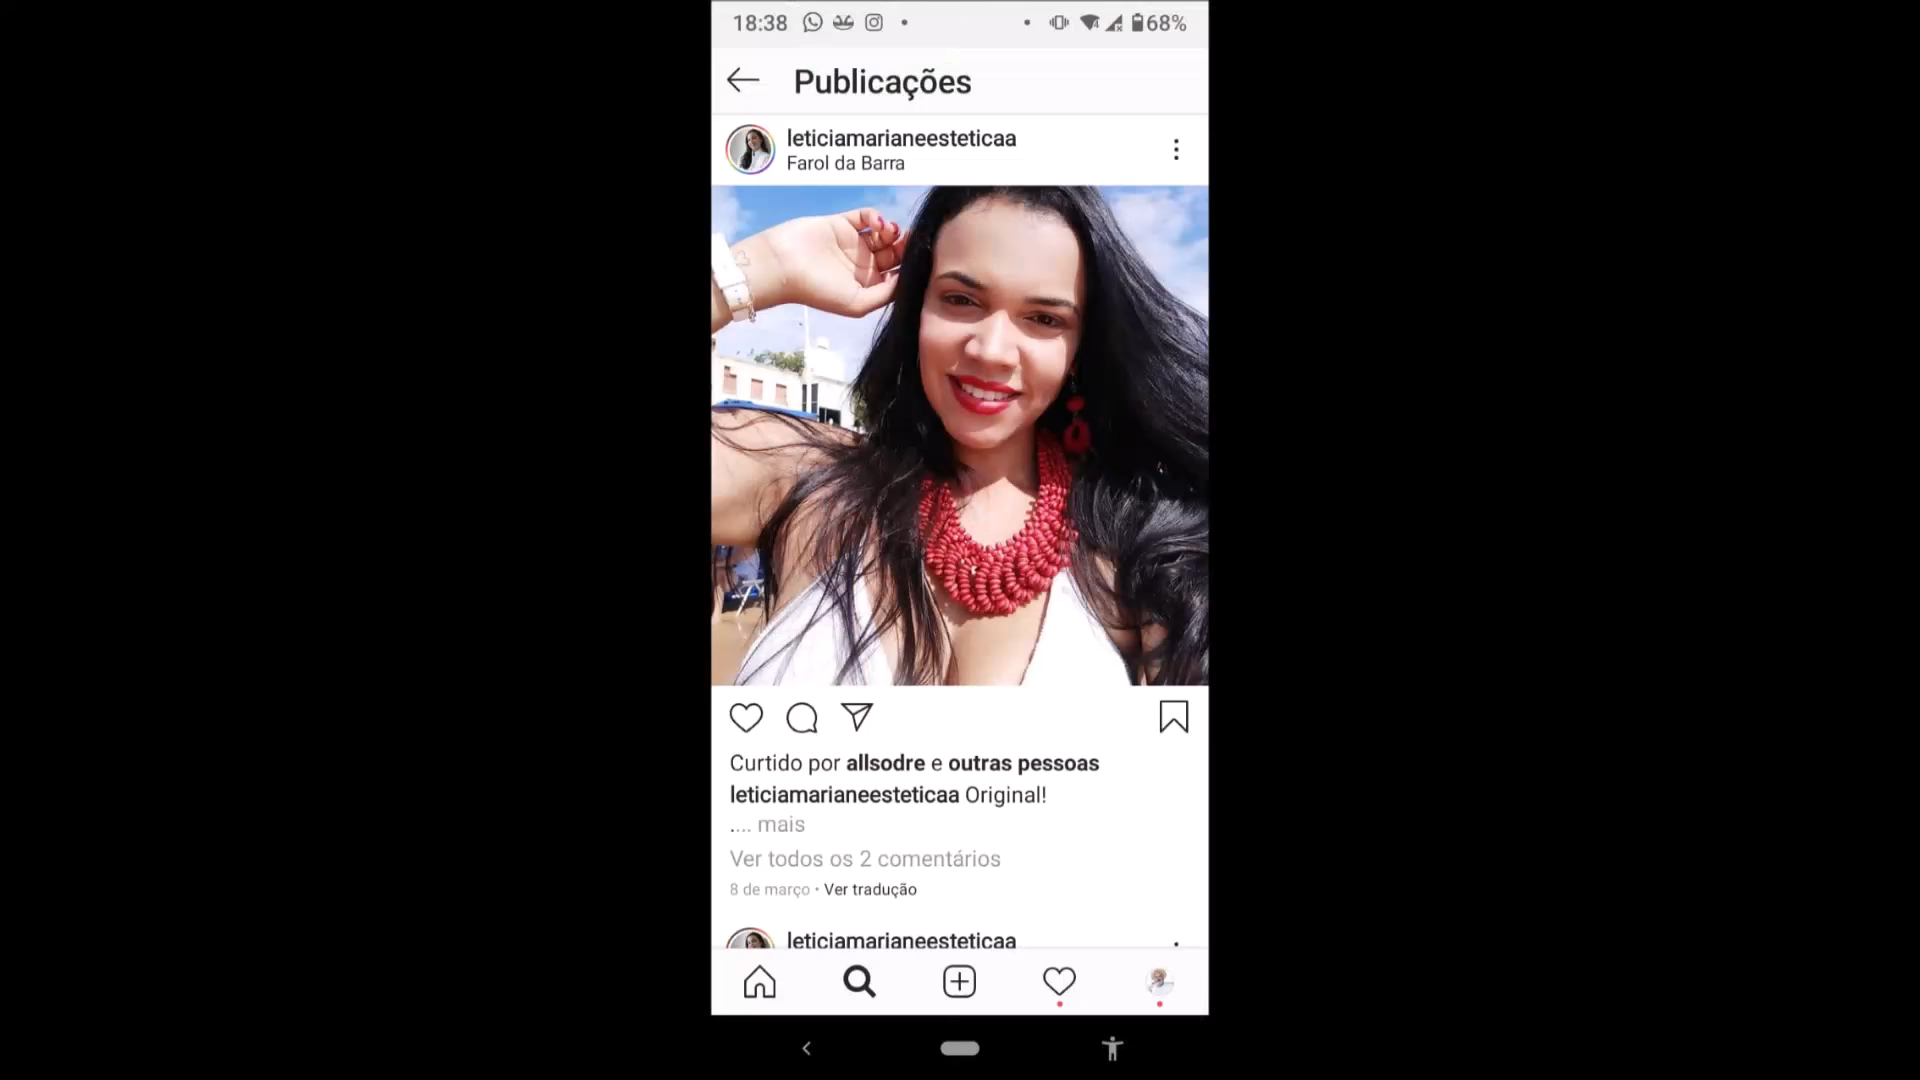 18:38 68%
Publicações
leticiamarianeesteticaa
Farol da Barra
Curtido por allsodre e outras pessoas
leticiamarianeesteticaa Original!
.... mais
Ver todos os 2 comentários
8 de março • Ver tradução
leticiamarianeesteticaa